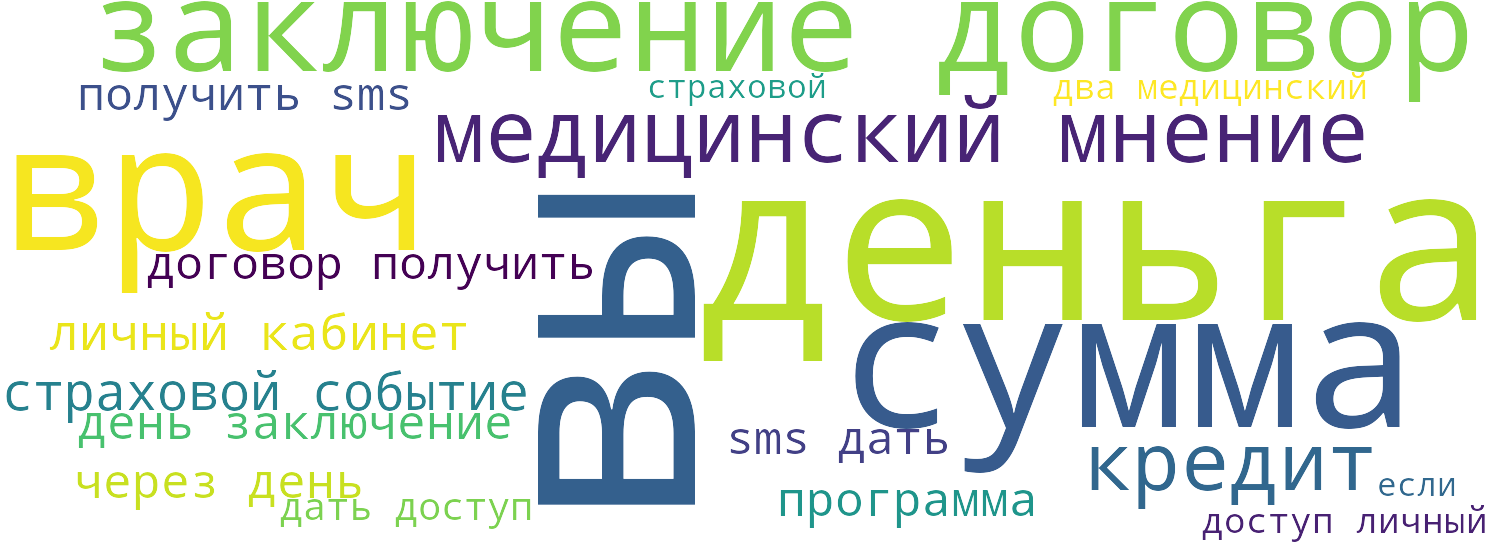 заключение договор
получить sms
страховой
два медицинский
медицинский мнение
врач
вы
деньга
договор получить
сумма
личный кабинет
страховой событие
день заключение
sms дать
кредит
через день
дать доступ
программа
если
доступ личный